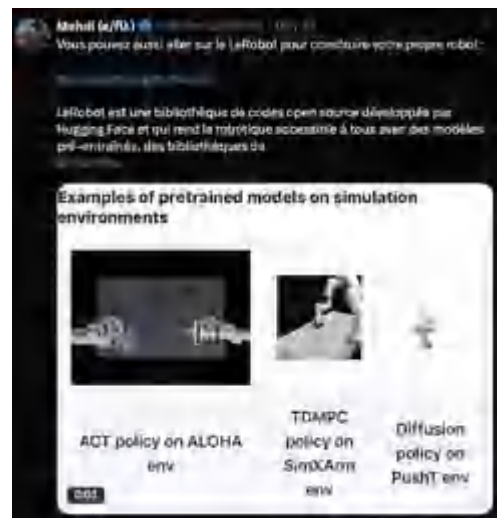 Mehdi (e/λ)
Vous pouvez aussi aller sur le LeRobot pour construire votre propre robot :
LeRobot est une bibliothèque de codes open source développée par
Hugging Face et qui rend la robotique accessible à tous avec des modèles
pré-entraînés, des bibliothèques de
Examples of pretrained models on simulation
environments
ACT policy on ALOHA
env
TDMPC
policy on
SimXArm
env
Diffusion
policy on
PushT env